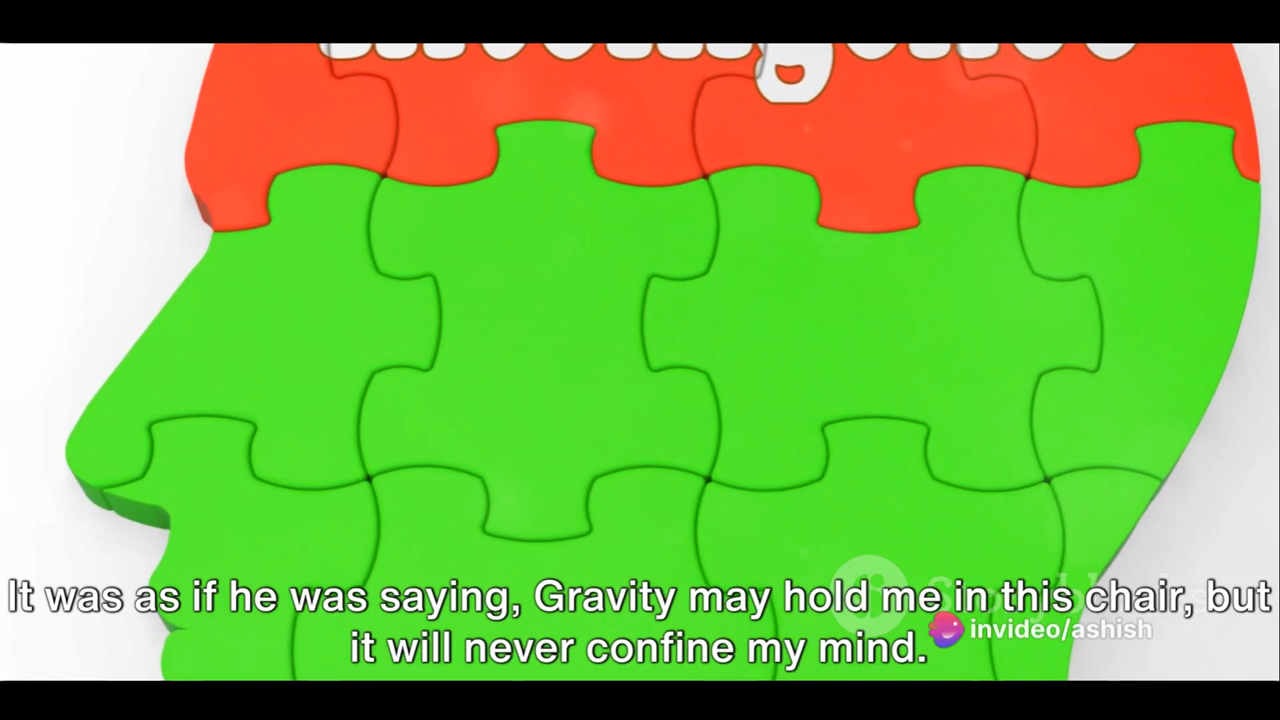 It was as if he was saying, Gravity may hold me in this chair, but
it will never confine my mind.
invideo/ashish